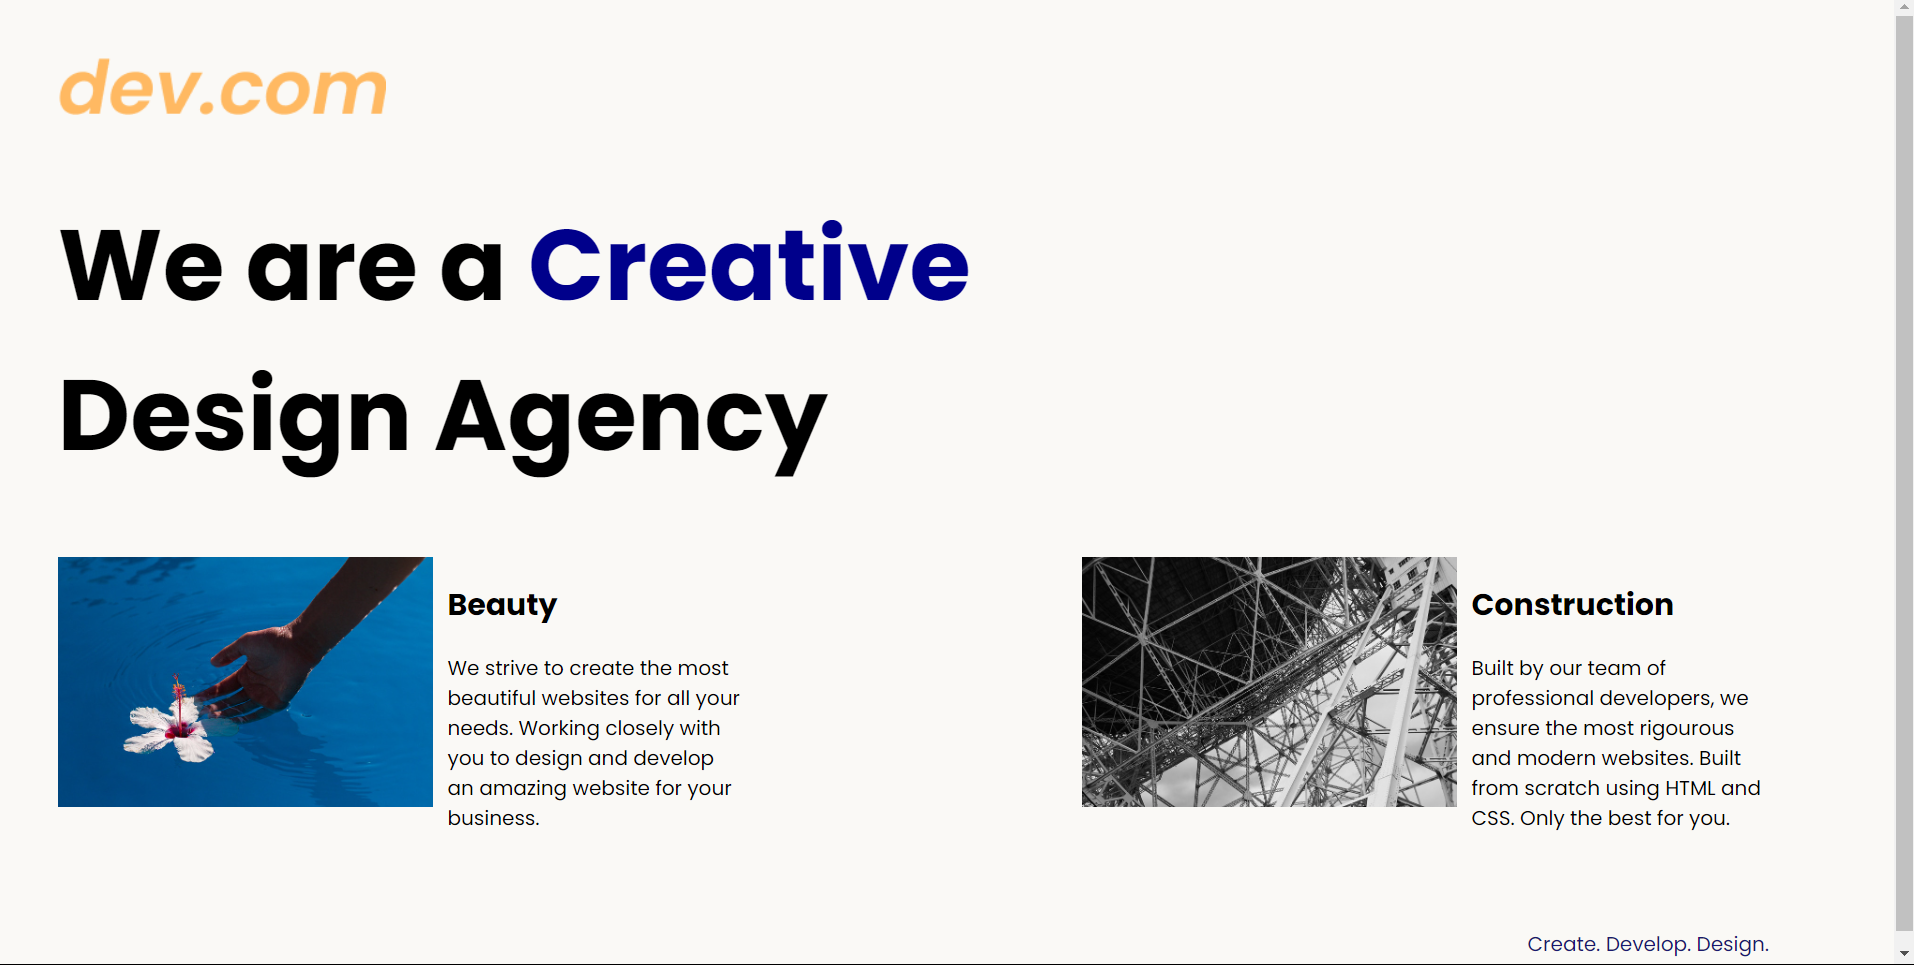 dev.com
We are a Creative
Design Agency
Beauty
We strive to create the most
beautiful websites for all your
needs. Working closely with
you to design and develop
an amazing website for your
business.
Construction
Built by our team of
professional developers, we
ensure the most rigourous
and modern websites. Built
from scratch using HTML and
CSS. Only the best for you.
Create. Develop. Design.